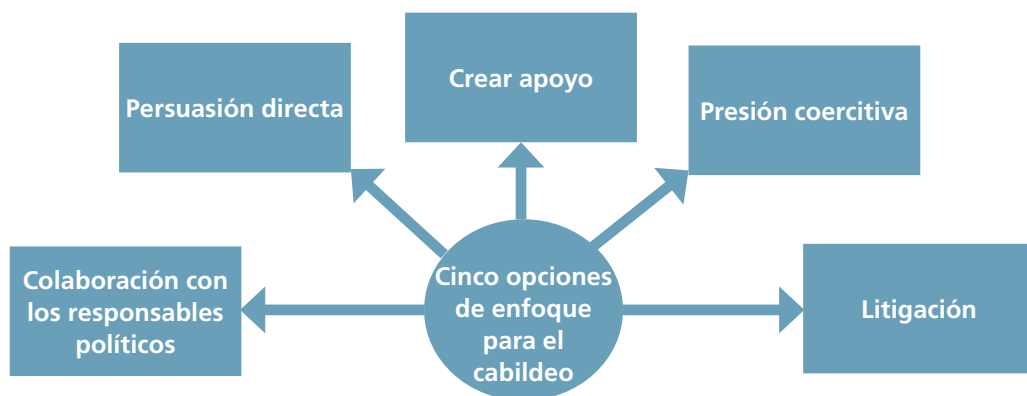 Crear apoyo
Persuasión directa
Presión coercitiva
Colaboración con
los responsables
políticos
Cinco opciones
de enfoque
para el
cabildeo
Litigación